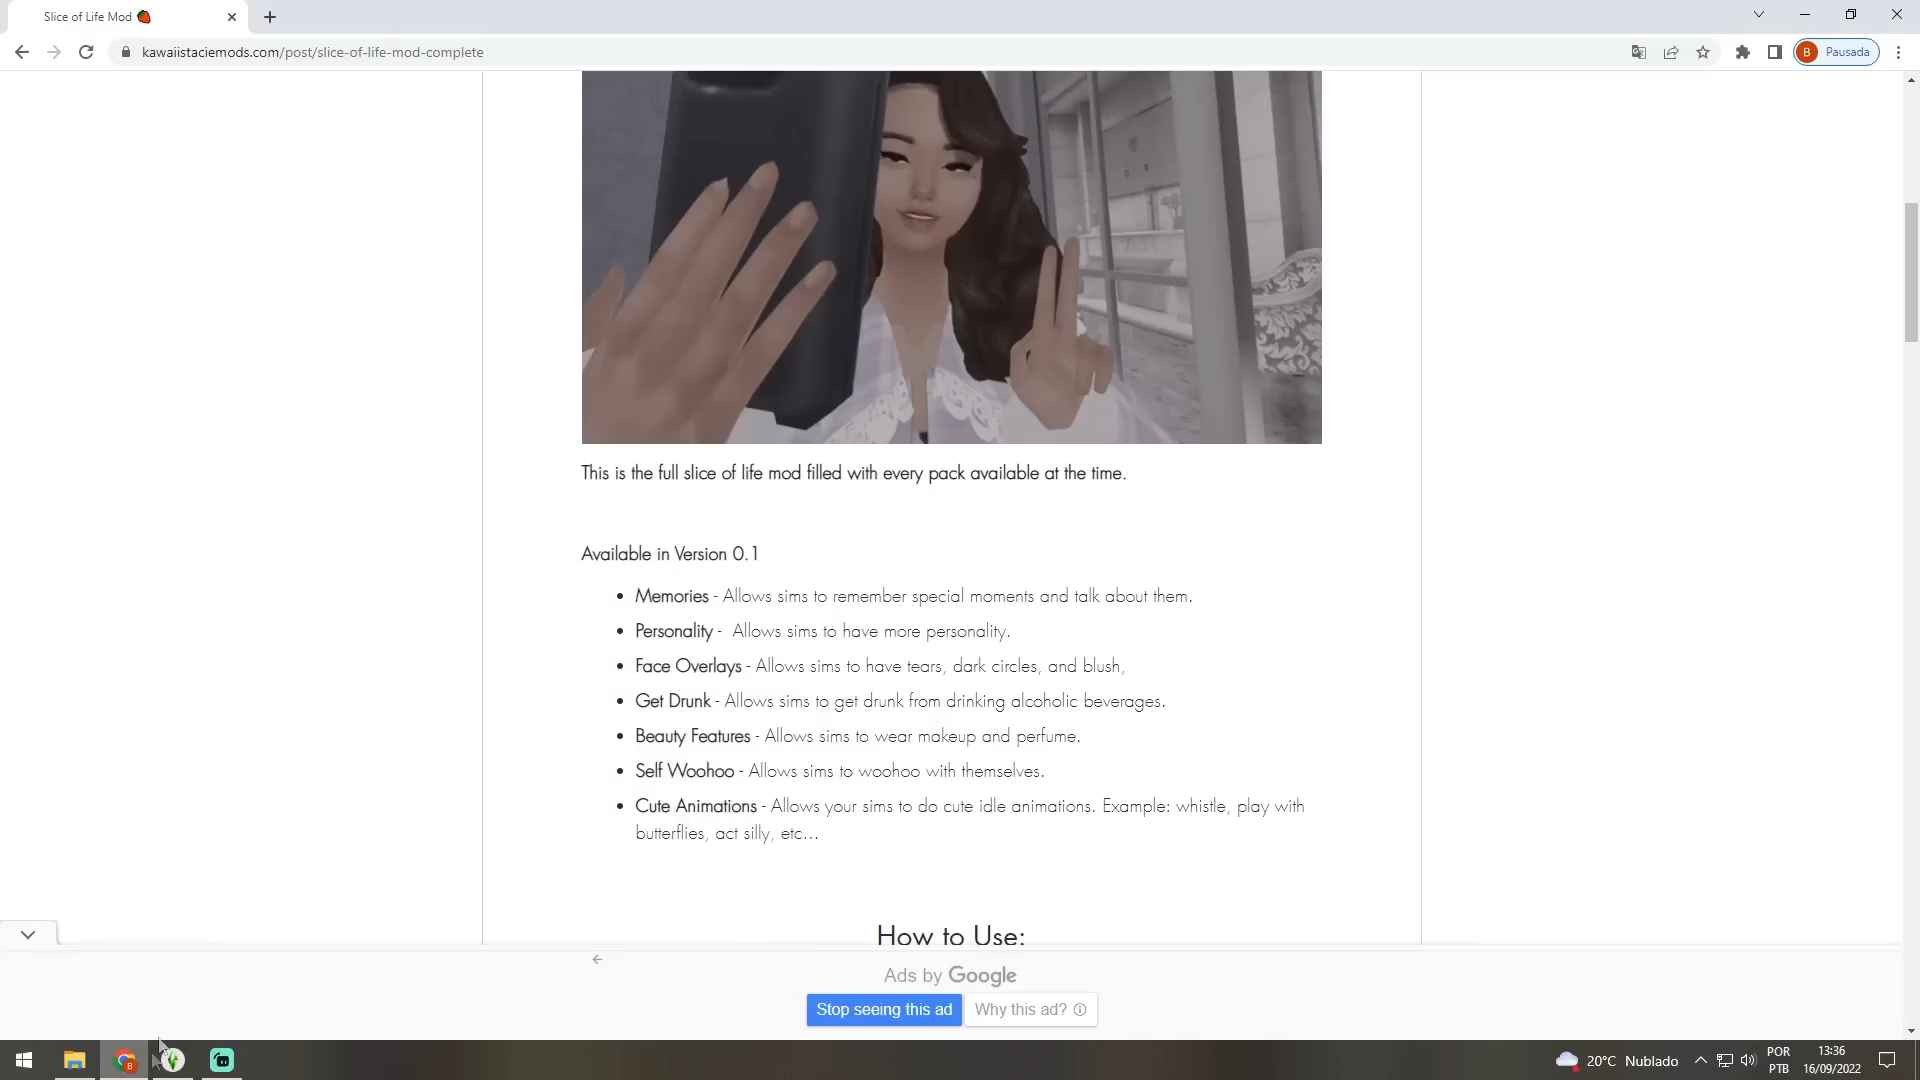 Slice of Life Mod 🍓
kawaiistaciemods.com/post/slice-of-life-mod-complete
B Pausada
This is the full slice of life mod filled with every pack available at the time.
Available in Version 0.1
• Memories - Allows sims to remember special moments and talk about them.
• Personality -  Allows sims to have more personality.
• Face Overlays - Allows sims to have tears, dark circles, and blush,
• Get Drunk - Allows sims to get drunk from drinking alcoholic beverages.
• Beauty Features - Allows sims to wear makeup and perfume.
• Self Woohoo - Allows sims to woohoo with themselves.
• Cute Animations - Allows your sims to do cute idle animations. Example: whistle, play with
butterflies, act silly, etc...
How to Use:
Ads by Google
Stop seeing this ad
Why this ad?
B
20°C Nublado
POR
PTB
13:36
16/09/2022